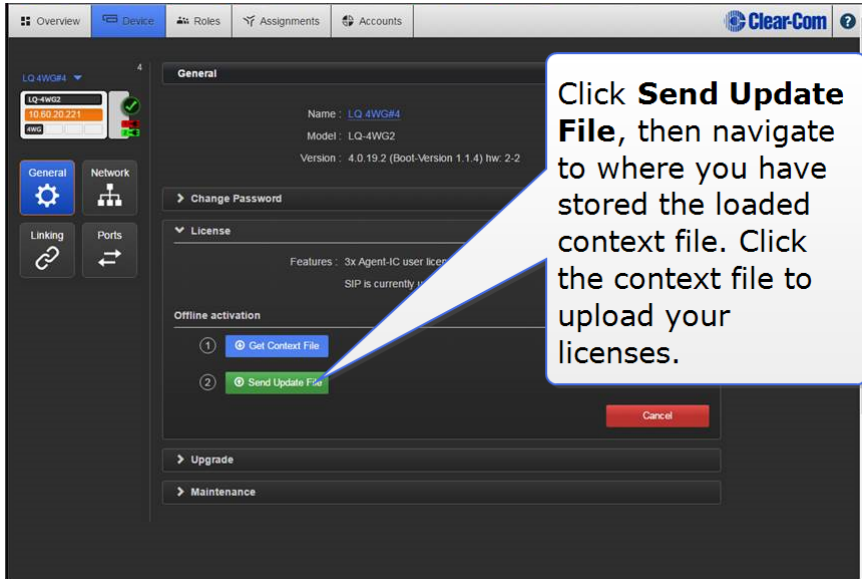 Overview Device Roles Assignments Accounts Clear-Com ?
LQ 4WG#4 4
LQ-4WG2
10.60.20.221
4WG
General Network
Linking Ports
General
Name : LQ 4WG#4
Model : LQ-4WG2
Version : 4.0.19.2 (Boot-Version 1.1.4) hw: 2-2
Change Password
License
Features : 3x Agent-IC user
SIP is currently
Offline activation
1 Get Context File
2 Send Update File
Cancel
Upgrade
Maintenance
Click Send Update
File, then navigate
to where you have
stored the loaded
context file. Click
the context file to
upload your
licenses.